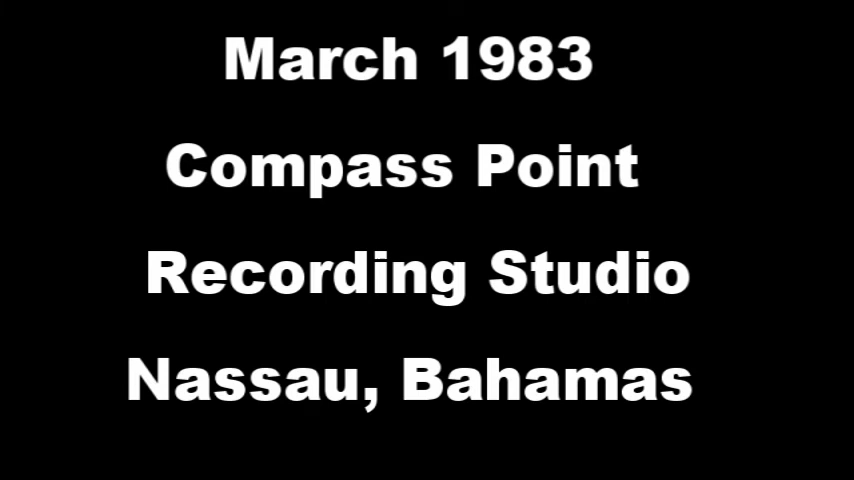 March 1983
Compass Point
Recording Studio
Nassau, Bahamas